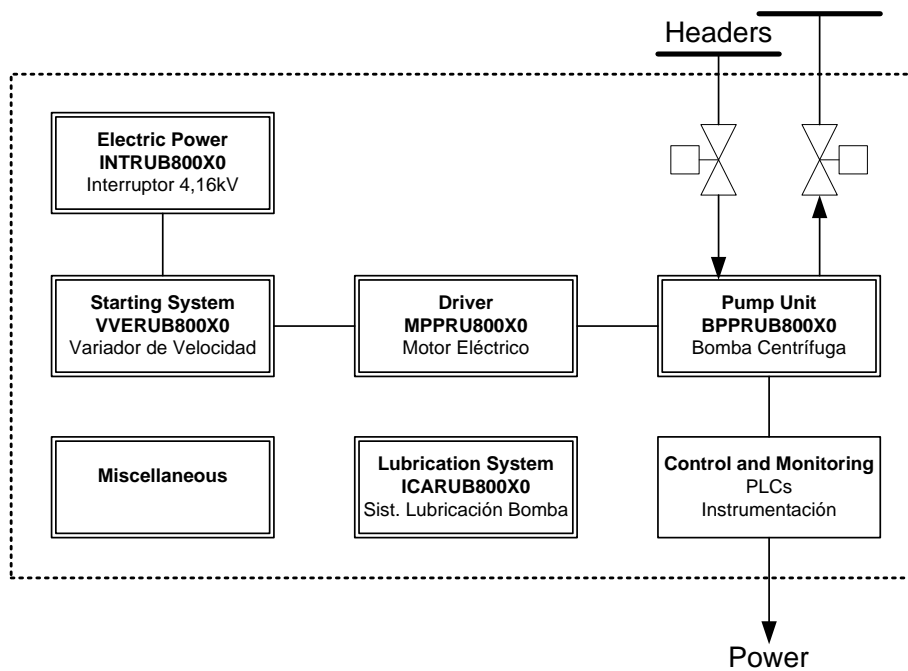 Headers
Electric Power
INTRUB800X0
Interruptor 4,16kV
Starting System
VVERUB800X0
Variador de Velocidad
Driver
MPPRU800X0
Motor Eléctrico
Pump Unit
BPPRUB800X0
Bomba Centrífuga
Miscellaneous
Lubrication System
ICARUB800X0
Sist. Lubricación Bomba
Control and Monitoring
PLCs
Instrumentación
Power